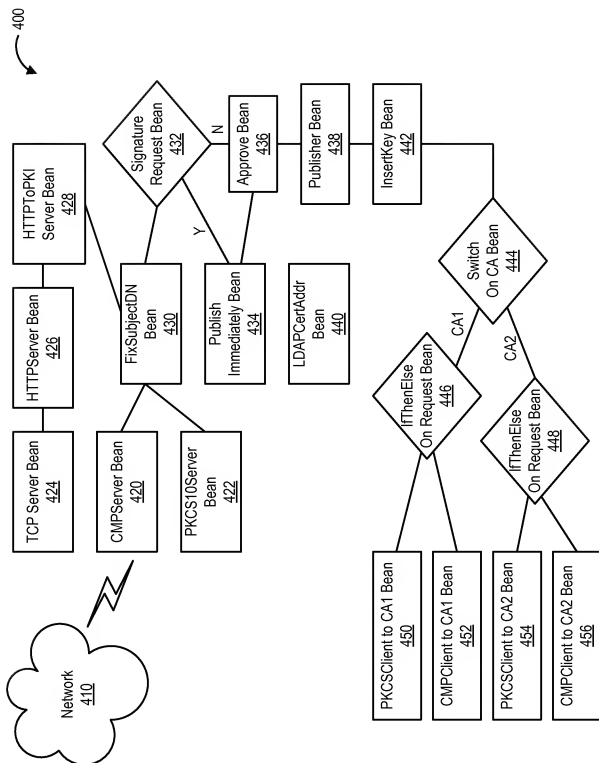 400
Network
410
TCP Server Bean
424
HTTPServer Bean
426
HTTPToPKI
Server Bean
428
CMPServer Bean
420
PKCS10Server
Bean
422
FixSubjectDN
Bean
430
Signature
Request Bean
432
Y
N
Publish
Immediately Bean
434
Approve Bean
436
LDAPCertAddr
Bean
440
Publisher Bean
438
InsertKey Bean
442
Switch
On CA Bean
444
CA1
CA2
IfThenElse
On Request Bean
446
IfThenElse
On Request Bean
448
PKCSClient to CA1 Bean
450
CMPClient to CA1 Bean
452
PKCSClient to CA2 Bean
454
CMPClient to CA2 Bean
456